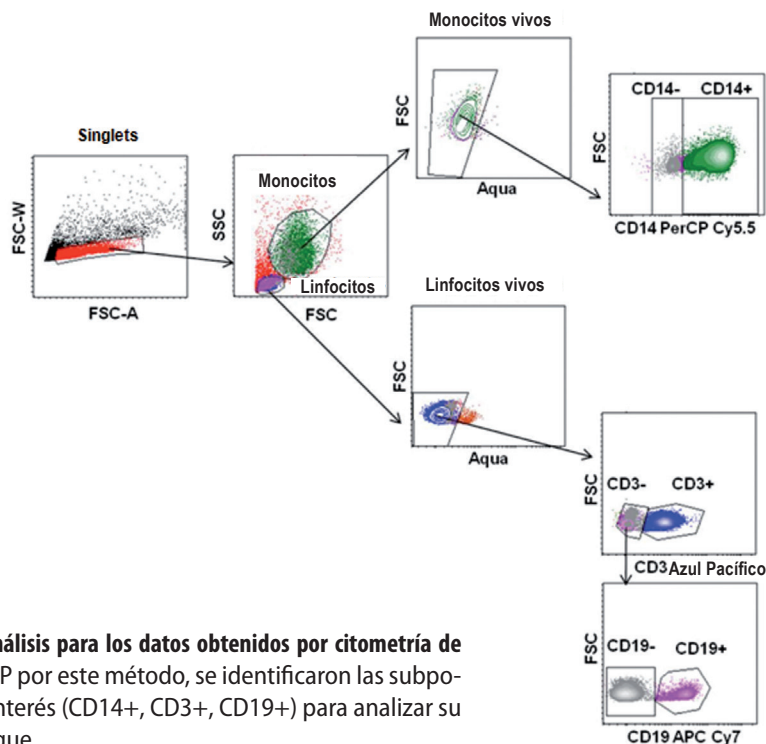 Monocitos vivos
FSC
Aqua
CD14- CD14+
FSC
CD14 PerCP Cy5.5
Singlets
FSC-W
FSC-A
Monocitos
SSC
Linfocitos
FSC
Linfocitos vivos
FSC
Aqua
CD3- CD3+
FSC
CD3 Azul Pacífico
CD19- CD19+
FSC
CD19 APC Cy7
nálisis para los datos obtenidos por citometría de
P por este método, se identificaron las subpo-
nterés (CD14+, CD3+, CD19+) para analizar su
que